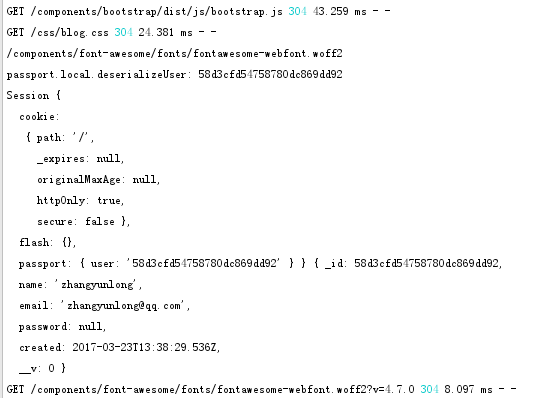 GET /components/bootstrap/dist/js/bootstrap.js 304 43.259 ms - -
GET /css/blog.css 304 24.381 ms - -
/components/font-awesome/fonts/fontawesome-webfont.woff2
passport.local.deserializeUser: 58d3cfd54758780dc869dd92
Session {
  cookie:
   { path: '/',
     _expires: null,
     originalMaxAge: null,
     httpOnly: true,
     secure: false },
  flash: {},
  passport: { user: '58d3cfd54758780dc869dd92' } } { _id: 58d3cfd54758780dc869dd92,
  name: 'zhangyunlong',
  email: 'zhangyunlong@qq.com',
  password: null,
  created: 2017-03-23T13:38:29.536Z,
  __v: 0 }
GET /components/font-awesome/fonts/fontawesome-webfont.woff2?v=4.7.0 304 8.097 ms - -